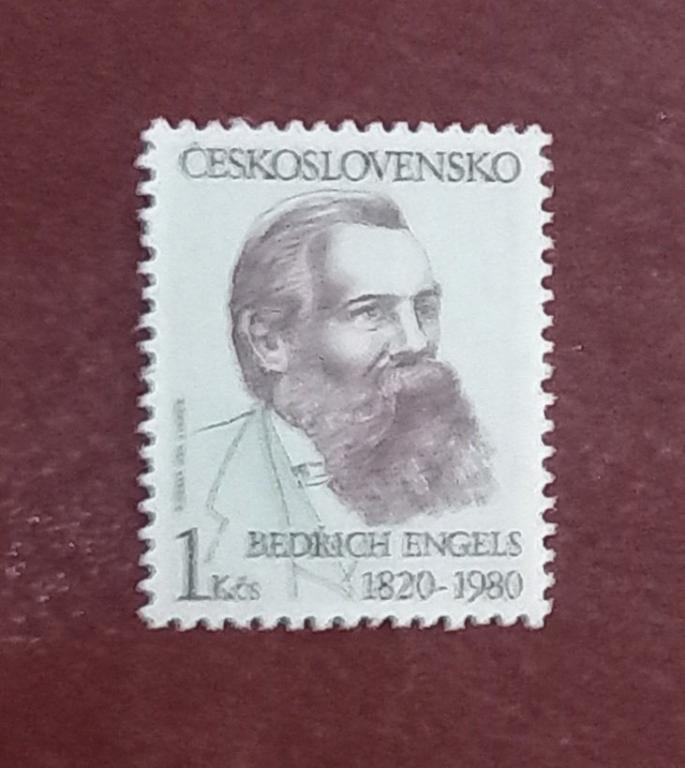 ČESKOSLOVENSKO
BEDŘICH ENGELS
1 Kčs
1820-1980